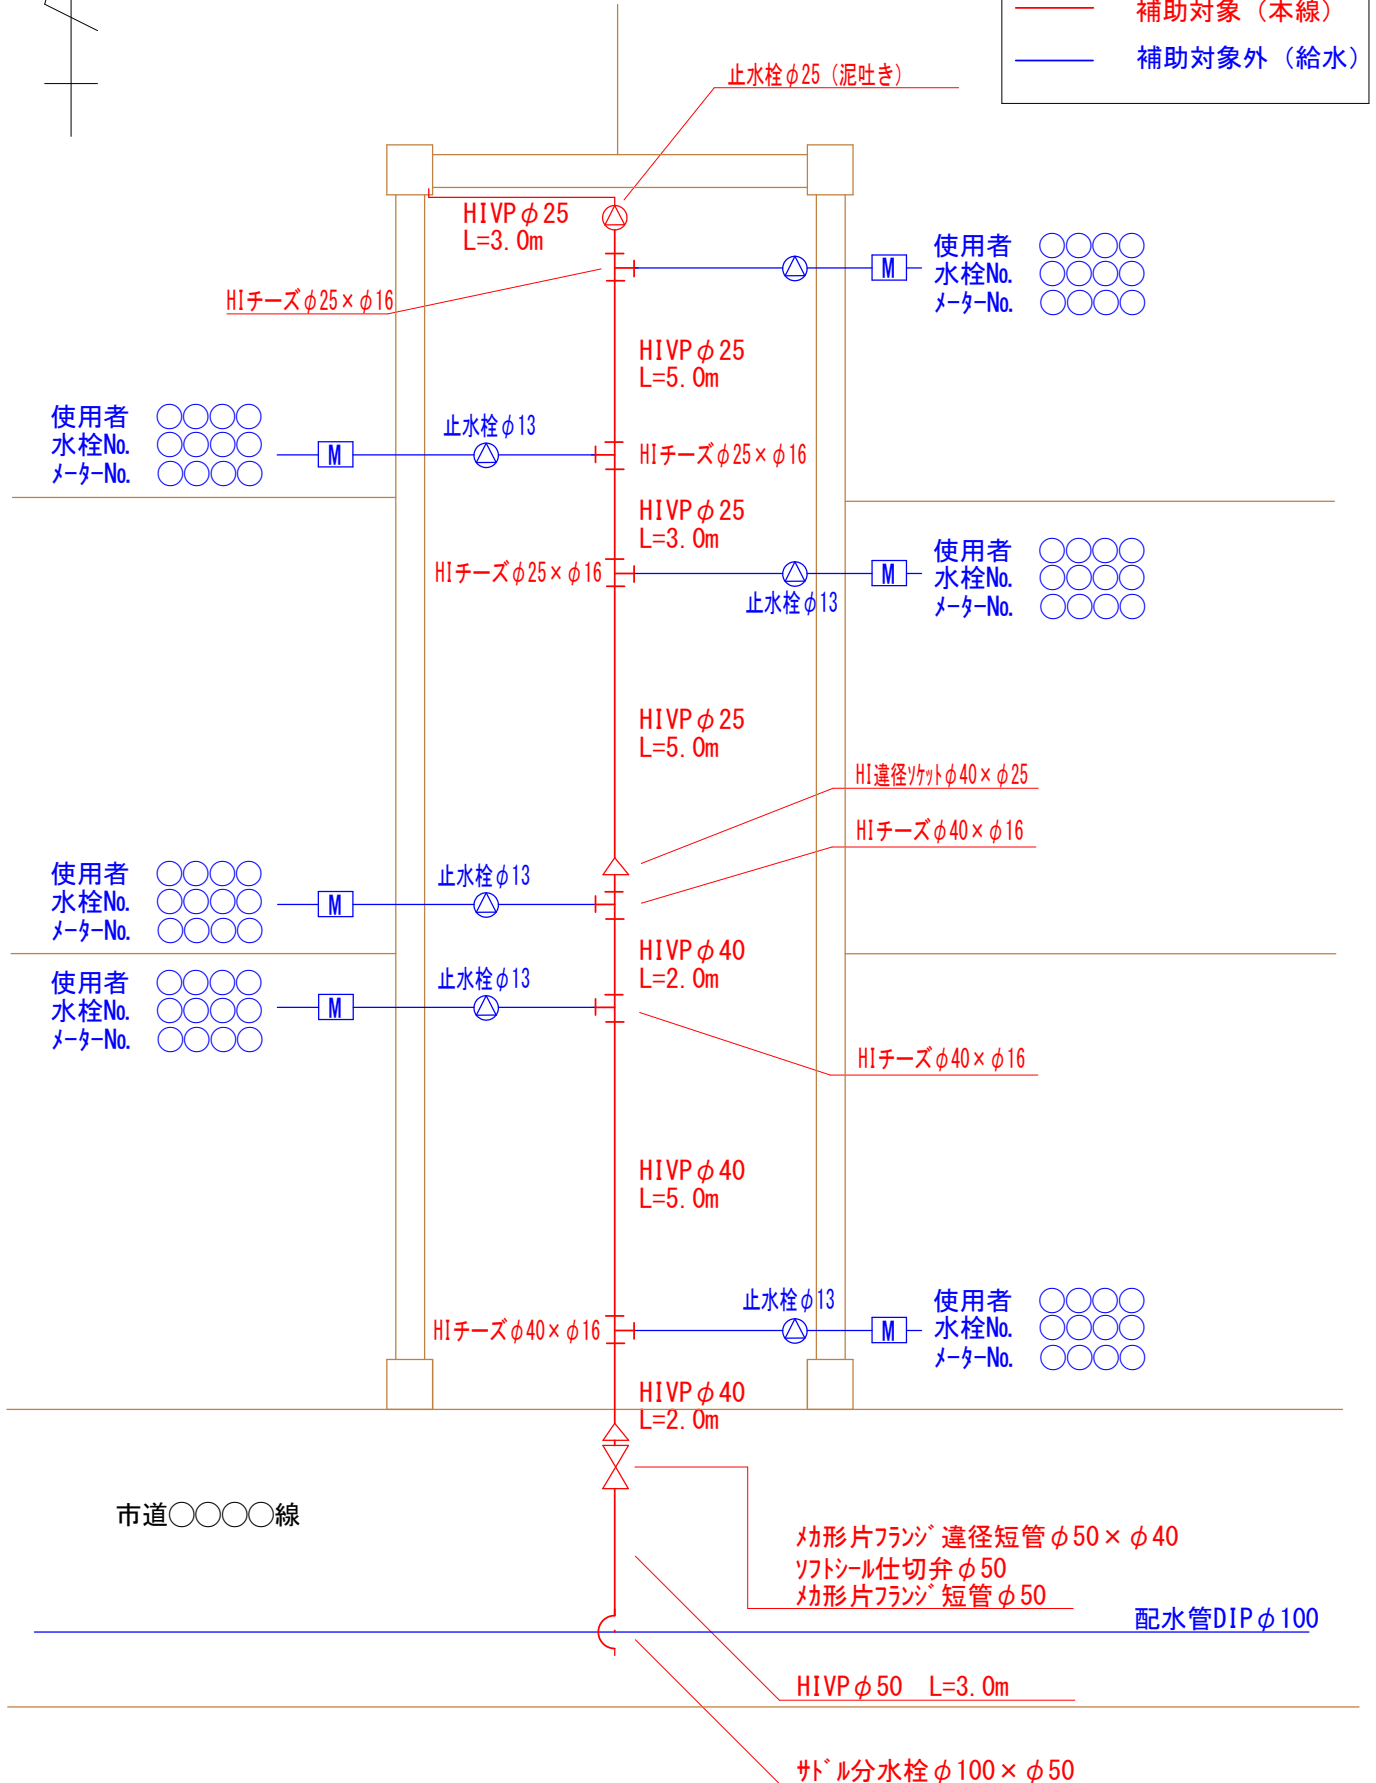 補助対象（本線）
補助対象外（給水）
止水栓φ25（泥吐き）
HIVPφ25
L=3.0m
HIチーズφ25×φ16
M
使用者 ○○○○
水栓No. ○○○○
ﾒｰﾀｰNo. ○○○○
HIVPφ25
L=5.0m
使用者 ○○○○
水栓No. ○○○○
ﾒｰﾀｰNo. ○○○○
M
止水栓φ13
HIチーズφ25×φ16
HIVPφ25
L=3.0m
HIチーズφ25×φ16
止水栓φ13
M
使用者 ○○○○
水栓No. ○○○○
ﾒｰﾀｰNo. ○○○○
HIVPφ25
L=5.0m
HI違径ｿｹｯﾄφ40×φ25
HIチーズφ40×φ16
使用者 ○○○○
水栓No. ○○○○
ﾒｰﾀｰNo. ○○○○
M
止水栓φ13
HIVPφ40
L=2.0m
使用者 ○○○○
水栓No. ○○○○
ﾒｰﾀｰNo. ○○○○
M
止水栓φ13
HIチーズφ40×φ16
HIVPφ40
L=5.0m
HIチーズφ40×φ16
止水栓φ13
M
使用者 ○○○○
水栓No. ○○○○
ﾒｰﾀｰNo. ○○○○
HIVPφ40
L=2.0m
市道○○○○線
ﾒｶ形片ﾌﾗﾝｼﾞ違径短管φ50×φ40
ｿﾌﾄｼｰﾙ仕切弁φ50
ﾒｶ形片ﾌﾗﾝｼﾞ短管φ50
配水管DIPφ100
HIVPφ50 L=3.0m
ｻﾄﾞﾙ分水栓φ100×φ50